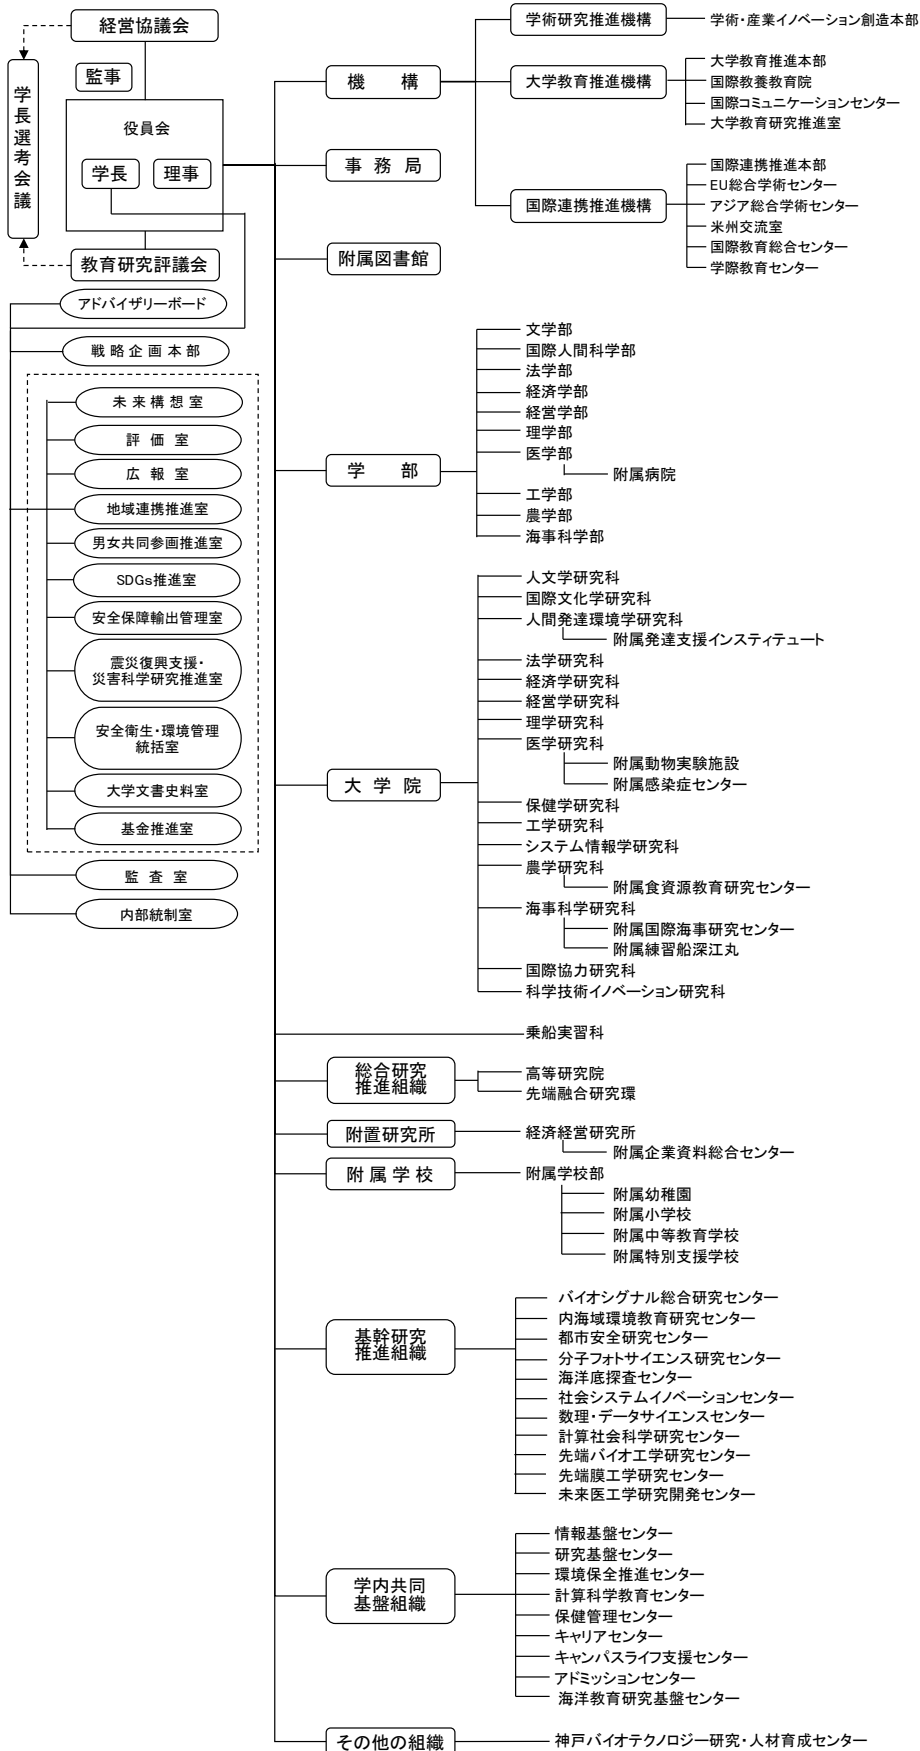 経営協議会
監事
学長選考会議
役員会
学長
理事
教育研究評議会
アドバイザリーボード
戦略企画本部
未来構想室
評価室
広報室
地域連携推進室
男女共同参画推進室
SDGs推進室
安全保障輸出管理室
震災復興支援・
災害科学研究推進室
安全衛生・環境管理
統括室
大学文書史料室
基金推進室
監査室
内部統制室
機構
学術研究推進機構
学術・産業イノベーション創造本部
大学教育推進機構
大学教育推進本部
国際教養教育院
国際コミュニケーションセンター
大学教育研究推進室
国際連携推進機構
国際連携推進本部
EU総合学術センター
アジア総合学術センター
米州交流室
国際教育総合センター
学際教育センター
事務局
附属図書館
学部
文学部
国際人間科学部
法学部
経済学部
経営学部
理学部
医学部
附属病院
工学部
農学部
海事科学部
大学院
人文学研究科
国際文化学研究科
人間発達環境学研究科
附属発達支援インスティテュート
法学研究科
経済学研究科
経営学研究科
理学研究科
医学研究科
附属動物実験施設
附属感染症センター
保健学研究科
工学研究科
システム情報学研究科
農学研究科
附属食資源教育研究センター
海事科学研究科
附属国際海事研究センター
附属練習船深江丸
国際協力研究科
科学技術イノベーション研究科
乗船実習科
総合研究
推進組織
高等研究院
先端融合研究環
附置研究所
経済経営研究所
附属企業資料総合センター
附属学校
附属学校部
附属幼稚園
附属小学校
附属中等教育学校
附属特別支援学校
基幹研究
推進組織
バイオシグナル総合研究センター
内海域環境教育研究センター
都市安全研究センター
分子フォトサイエンス研究センター
海洋底探査センター
社会システムイノベーションセンター
数理・データサイエンスセンター
計算社会科学研究センター
先端バイオ工学研究センター
先端膜工学研究センター
未来医工学研究開発センター
学内共同
基盤組織
情報基盤センター
研究基盤センター
環境保全推進センター
計算科学教育センター
保健管理センター
キャリアセンター
キャンパスライフ支援センター
アドミッションセンター
海洋教育研究基盤センター
その他の組織
神戸バイオテクノロジー研究・人材育成センター